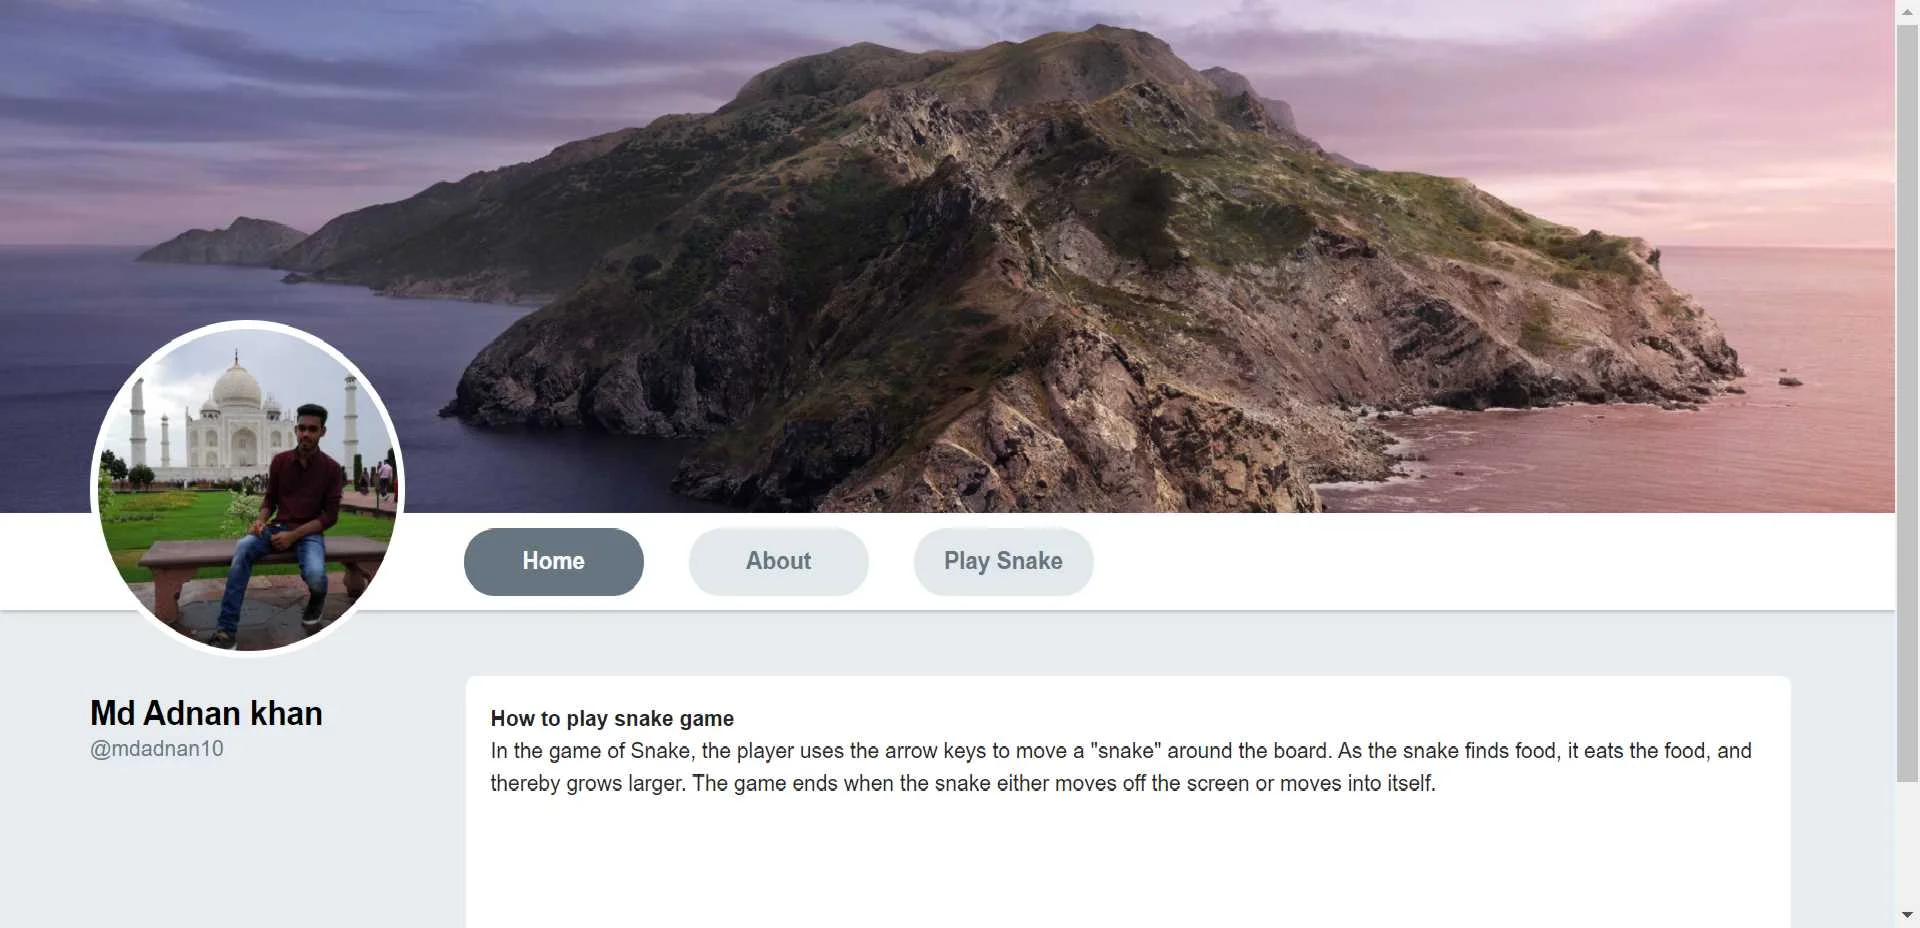 Home
About
Play Snake
Md Adnan khan
@mdadnan10
How to play snake game
In the game of Snake, the player uses the arrow keys to move a "snake" around the board. As the snake finds food, it eats the food, and
thereby grows larger. The game ends when the snake either moves off the screen or moves into itself.